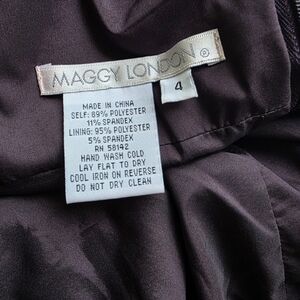 MAGGY LONDON ®
4
MADE IN CHINA
SELF: 89% POLYESTER
11% SPANDEX
LINING: 95% POLYESTER
5% SPANDEX
RN 58142
HAND WASH COLD
LAY FLAT TO DRY
COOL IRON ON REVERSE
DO NOT DRY CLEAN